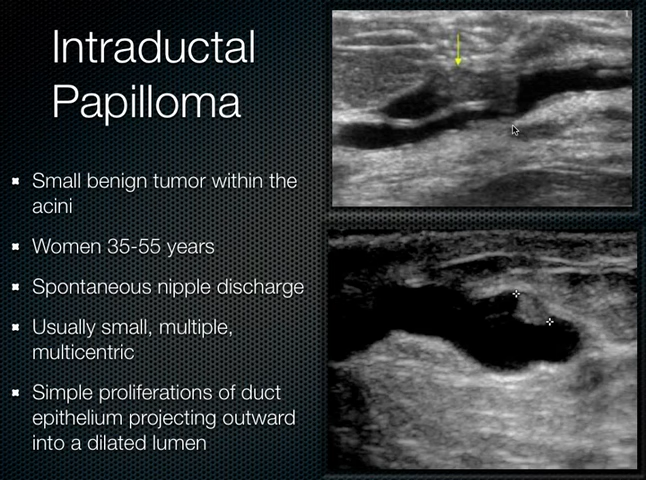 Intraductal
Papilloma
Small benign tumor within the
acini
Women 35-55 years
Spontaneous nipple discharge
Usually small, multiple,
multicentric
Simple proliferations of duct
epithelium projecting outward
into a dilated lumen